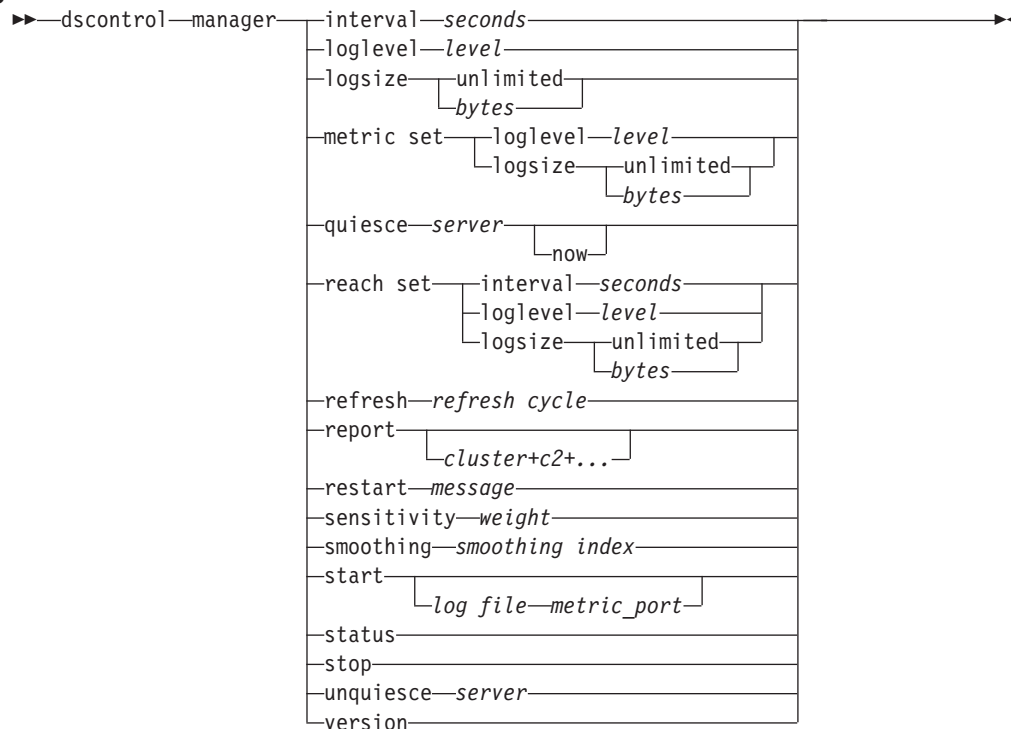 dscontrol manager interval seconds
loglevel level
logsize unlimited
bytes
metric set loglevel level
logsize unlimited
bytes
quiesce server
now
reach set interval seconds
loglevel level
logsize unlimited
bytes
refresh refresh cycle
report
cluster+c2+...
restart message
sensitivity weight
smoothing smoothing index
start
log file metric_port
status
stop
unquiesce server
version